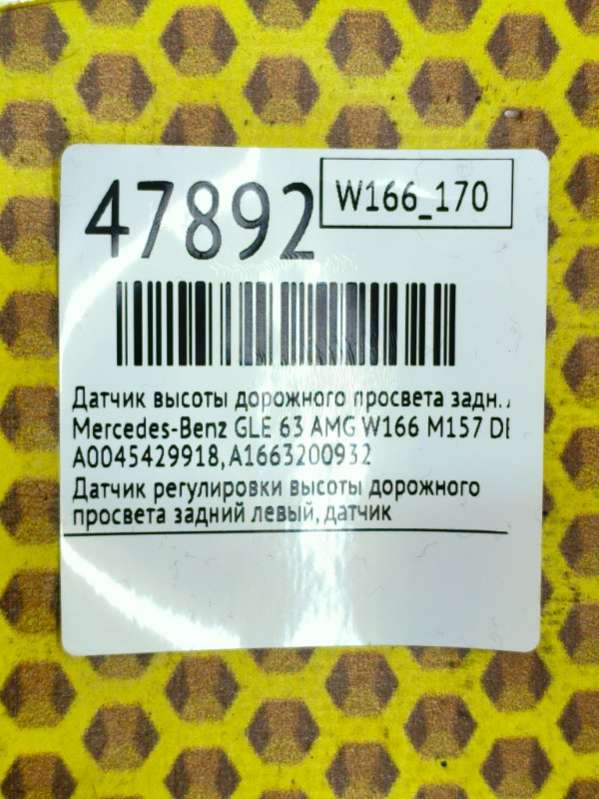 47892
W166_170
Датчик высоты дорожного просвета задн.
Mercedes-Benz GLE 63 AMG W166 M157 DE
A0045429918, A1663200932
Датчик регулировки высоты дорожного
просвета задний левый, датчик